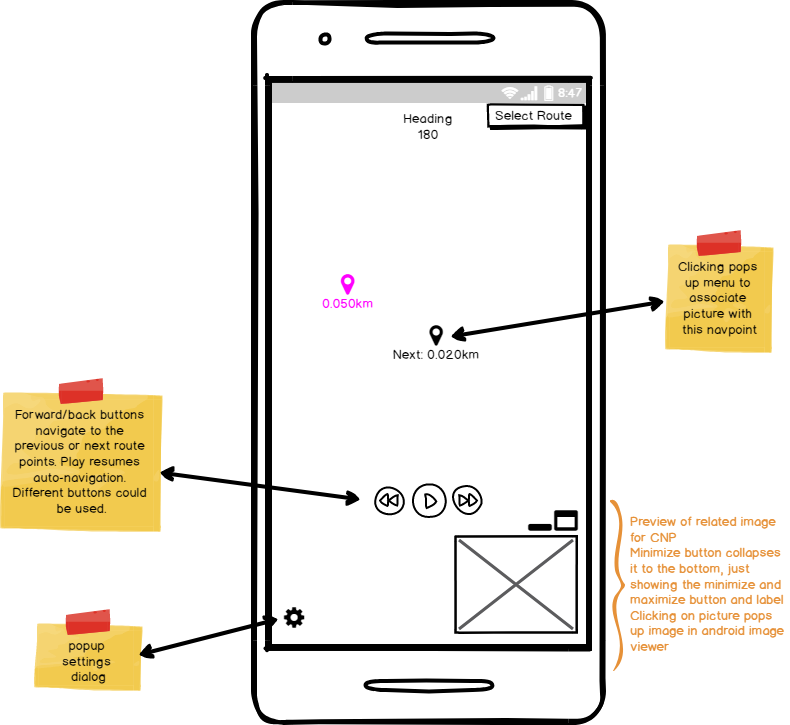 8:47
Heading
180
Select Route
0.050km
Next: 0.020km
Clicking pops
up menu to
associate
picture with
this navpoint
Forward/back buttons
navigate to the
previous or next route
points. Play resumes
auto-navigation.
Different buttons could
be used.
Preview of related image
for CNP
Minimize button collapses
it to the bottom, just
showing the minimize and
maximize button and label
Clicking on picture pops
up image in android image
viewer
popup
settings
dialog